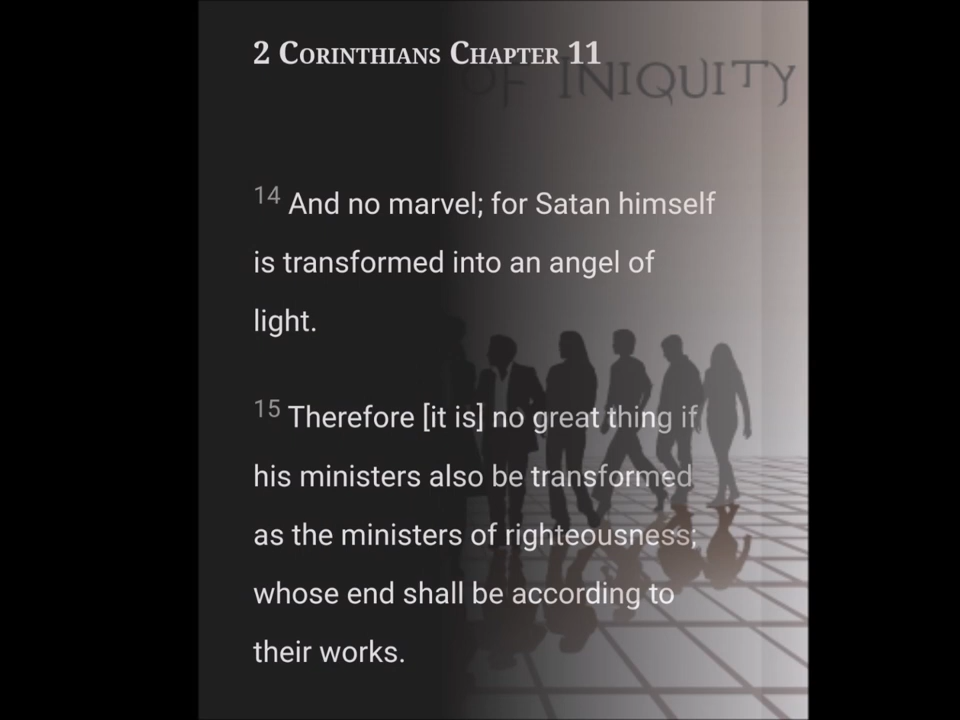 2 Corinthians Chapter 11
OF INIQUITY
14 And no marvel; for Satan himself
is transformed into an angel of
light.
15 Therefore [it is] no great thing if
his ministers also be transformed
as the ministers of righteousness;
whose end shall be according to
their works.